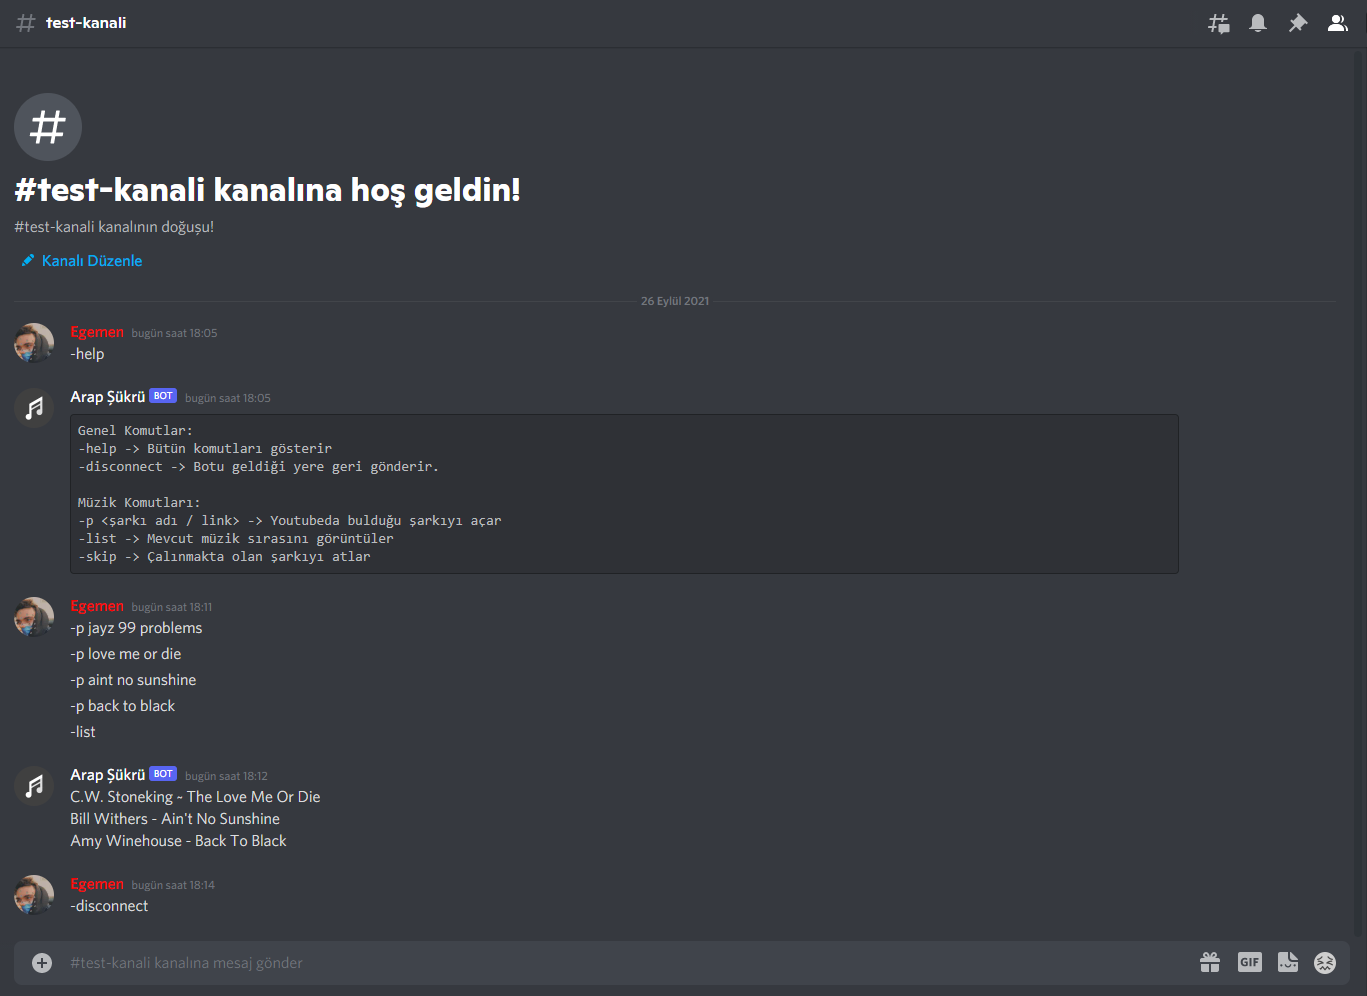 test-kanali
#test-kanali kanalına hoş geldin!
#test-kanali kanalının doğuşu!
Kanalı Düzenle
26 Eylül 2021
Egemen bugün saat 18:05
-help
Arap Şükrü BOT bugün saat 18:05
Genel Komutlar:
-help -> Bütün komutları gösterir
-disconnect -> Botu geldiği yere geri gönderir.
Müzik Komutları:
-p <şarkı adı / link> -> Youtubeda bulduğu şarkıyı açar
-list -> Mevcut müzik sırasını görüntüler
-skip -> Çalınmakta olan şarkıyı atlar
Egemen bugün saat 18:11
-p jayz 99 problems
-p love me or die
-p aint no sunshine
-p back to black
-list
Arap Şükrü BOT bugün saat 18:12
C.W. Stoneking ~ The Love Me Or Die
Bill Withers - Ain't No Sunshine
Amy Winehouse - Back To Black
Egemen bugün saat 18:14
-disconnect
#test-kanali kanalına mesaj gönder
GIF